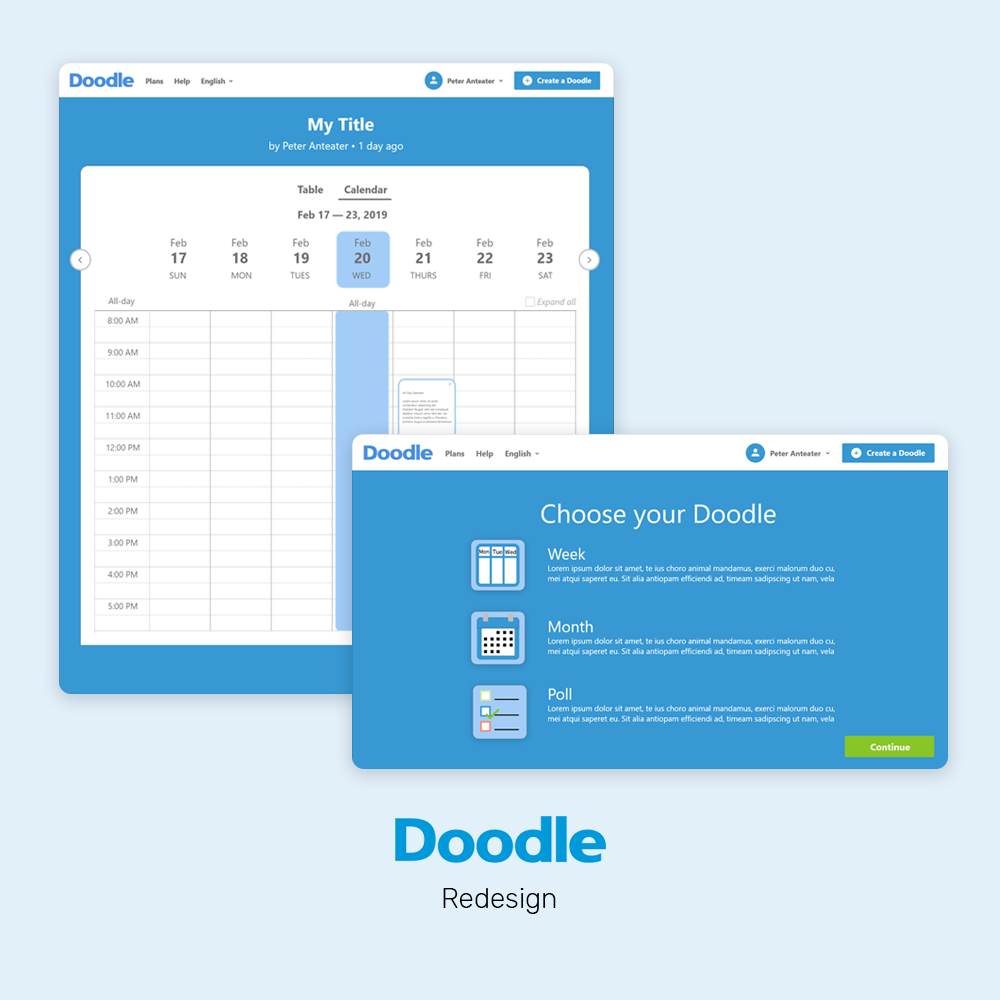 Doodle Plans Help English Peter Anteater Create a Doodle
My Title
by Peter Anteater • 1 day ago
Table Calendar
Feb 17 — 23, 2019
Feb Feb Feb Feb Feb Feb Feb
17 18 19 20 21 22 23
SUN MON TUES WED THURS FRI SAT
All-day All-day Expand all
8:00 AM
9:00 AM
10:00 AM
11:00 AM
12:00 PM
1:00 PM
2:00 PM
3:00 PM
4:00 PM
5:00 PM
Doodle Plans Help English Peter Anteater Create a Doodle
Choose your Doodle
Mon Tue Wed
Week
Lorem ipsum dolor sit amet, te ius choro animal mandamus, exerci malorum duo cu,
mei atqui saperet eu. Sit alia antiopam efficiendi ad, timeam sadipscing ut nam, vela
Month
Lorem ipsum dolor sit amet, te ius choro animal mandamus, exerci malorum duo cu,
mei atqui saperet eu. Sit alia antiopam efficiendi ad, timeam sadipscing ut nam, vela
Poll
Lorem ipsum dolor sit amet, te ius choro animal mandamus, exerci malorum duo cu,
mei atqui saperet eu. Sit alia antiopam efficiendi ad, timeam sadipscing ut nam, vela
Continue
Doodle
Redesign